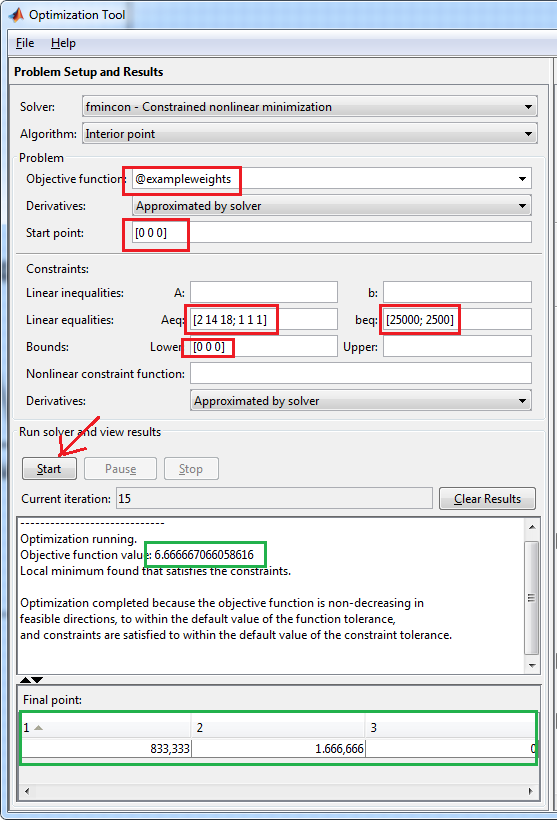 Optimization Tool
File Help
Problem Setup and Results
Solver: fmincon - Constrained nonlinear minimization
Algorithm: Interior point
Problem
Objective function: @exampleweights
Derivatives: Approximated by solver
Start point: [0 0 0]
Constraints:
Linear inequalities: A: b:
Linear equalities: Aeq: [2 14 18; 1 1 1] beq: [25000; 2500]
Bounds: Lower: [0 0 0] Upper:
Nonlinear constraint function:
Derivatives: Approximated by solver
Run solver and view results
Start Pause Stop
Current iteration: 15 Clear Results
----------------------------
Optimization running.
Objective function value: 6.666667066058616
Local minimum found that satisfies the constraints.
Optimization completed because the objective function is non-decreasing in
feasible directions, to within the default value of the function tolerance,
and constraints are satisfied to within the default value of the constraint tolerance.
Final point:
1 2 3
833,333 1.666,666 0